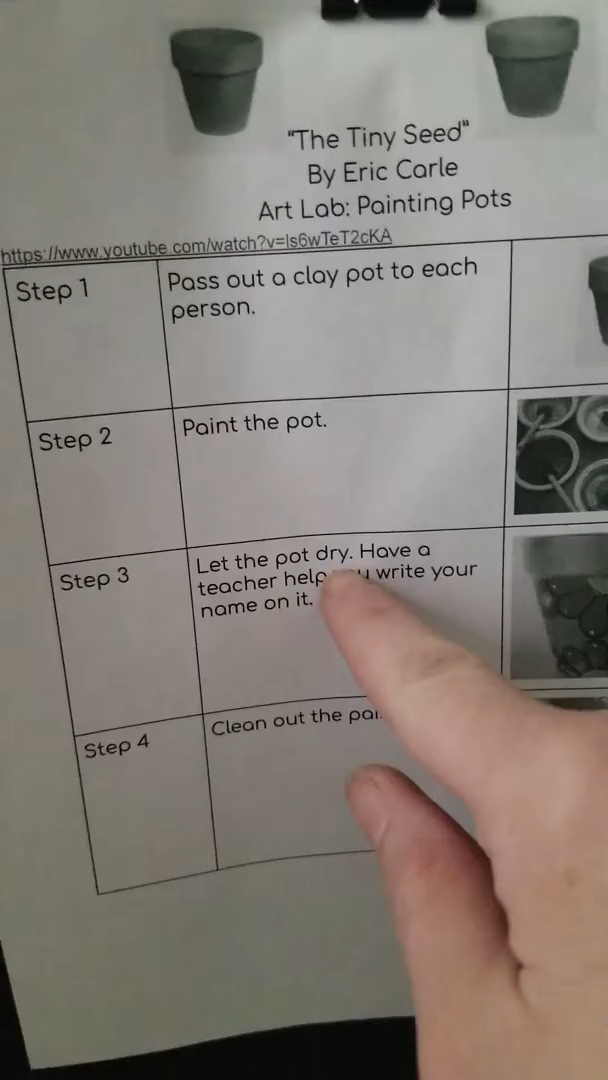 "The Tiny Seed"
By Eric Carle
Art Lab: Painting Pots
https://www.youtube.com/watch?v=ls6wTeT2cKA
Step 1
Pass out a clay pot to each
person.
Step 2
Paint the pot.
Step 3
Let the pot dry. Have a
teacher help write your
name on it.
Step 4
Clean out the